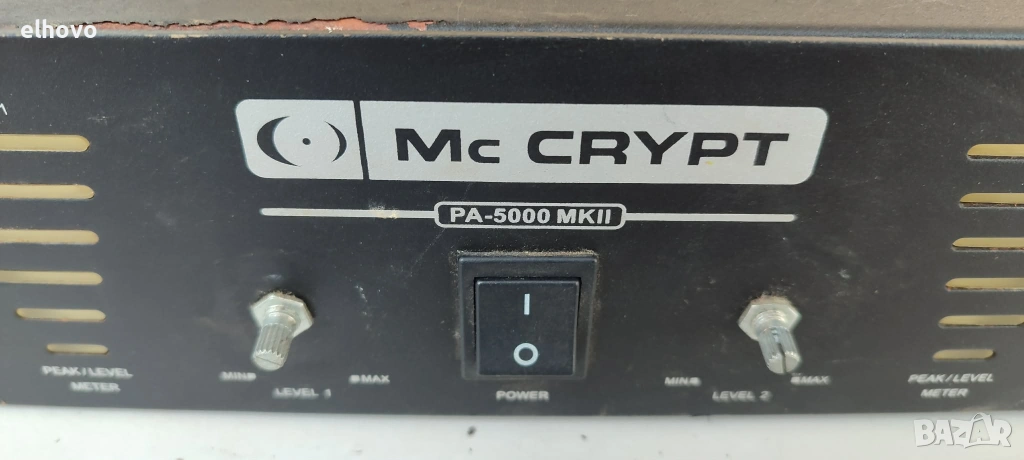 elhovo
Mc CRYPT
PA-5000 MKII
I
O
PEAK/LEVEL
METER
MIN
MAX
LEVEL 1
POWER
MIN
MAX
LEVEL 2
PEAK/LEVEL
METER
BAZAR